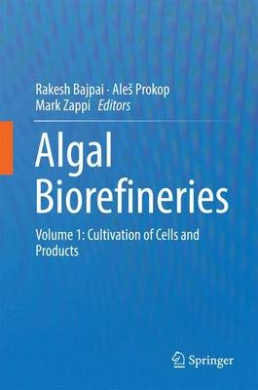 Rakesh Bajpai · Aleš Prokop
Mark Zappi Editors
Algal
Biorefineries
Volume 1: Cultivation of Cells and
Products
Springer